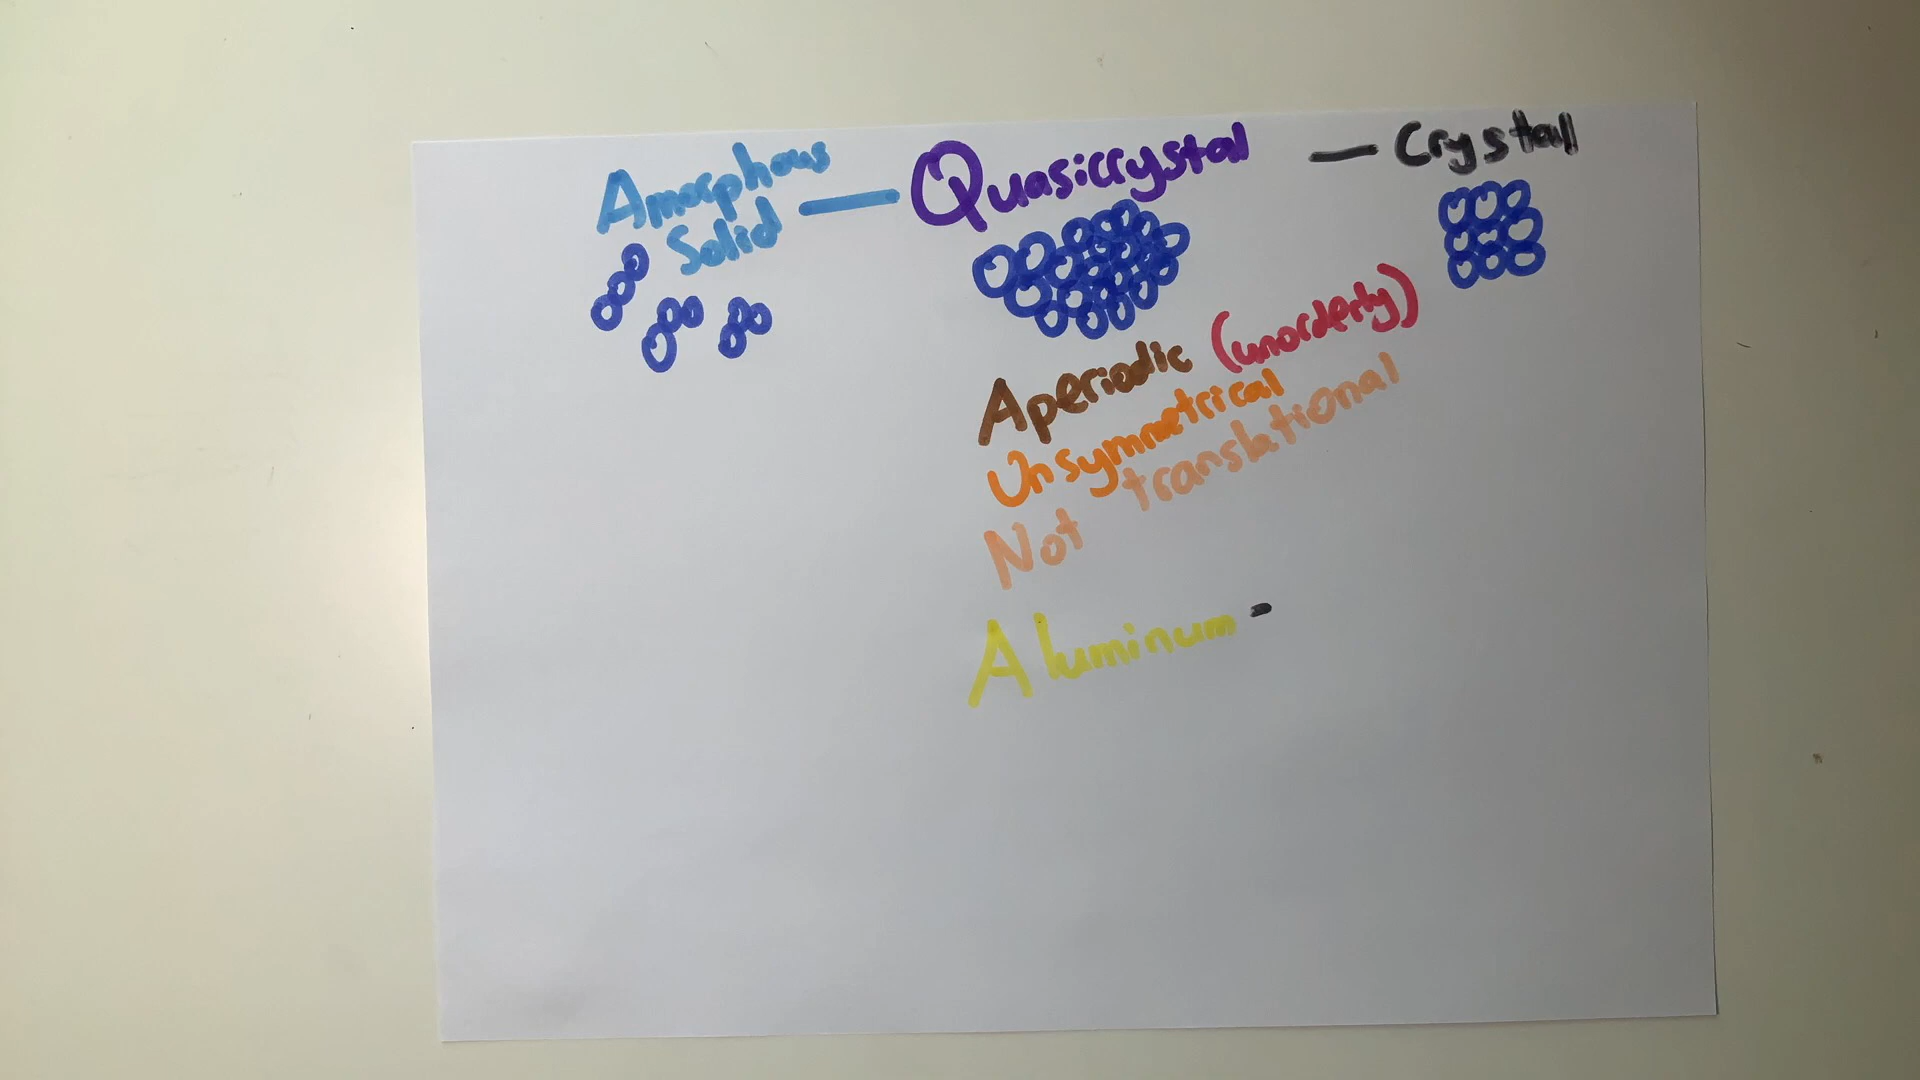 Amorphous Solid — Quasicrystal — Crystal
Aperiodic (unorderly)
Unsymmetrical
Not translational
Aluminum -